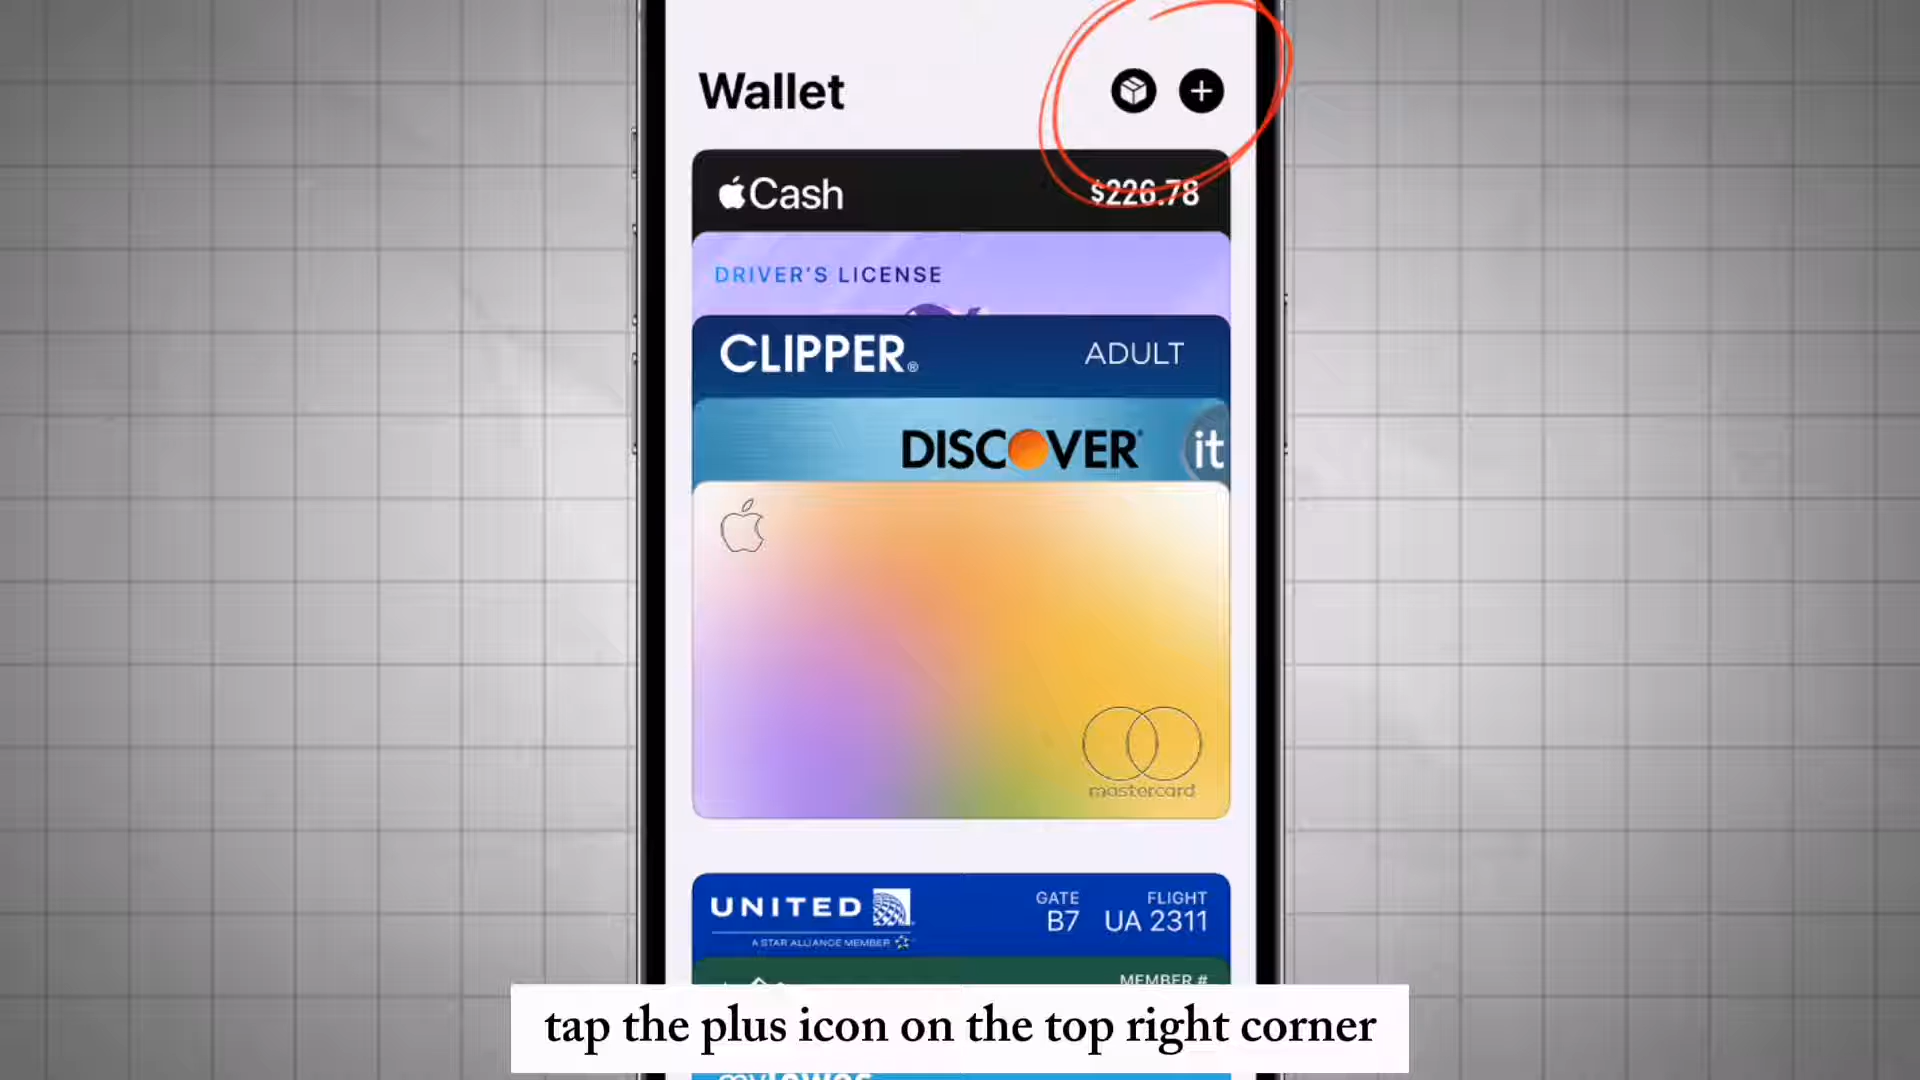 Wallet
Cash $226.78
DRIVER'S LICENSE
CLIPPER® ADULT
DISCOVER it
mastercard
UNITED
GATE FLIGHT
B7 UA 2311
A STAR ALLIANCE MEMBER
MEMBER #
tap the plus icon on the top right corner